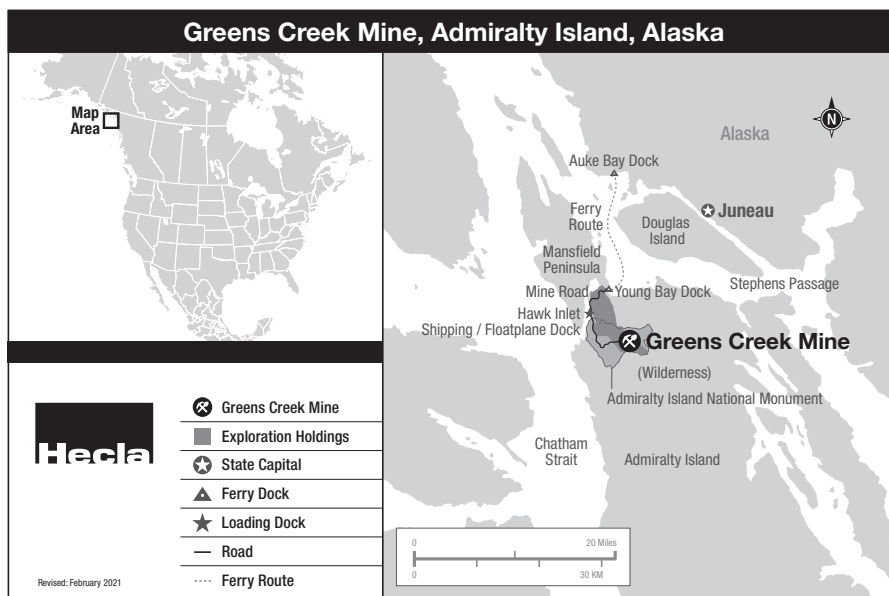 Greens Creek Mine, Admiralty Island, Alaska
Map
Area
Alaska
N
Auke Bay Dock
Ferry
Route
Juneau
Douglas
Island
Mansfield
Peninsula
Stephens Passage
Mine Road
Young Bay Dock
Hawk Inlet
Shipping / Floatplane Dock
Greens Creek Mine
(Wilderness)
Admiralty Island National Monument
Chatham
Strait
Admiralty Island
Hecla
Greens Creek Mine
Exploration Holdings
State Capital
Ferry Dock
Loading Dock
Road
Ferry Route
Revised: February 2021
0
20 Miles
0
30 KM